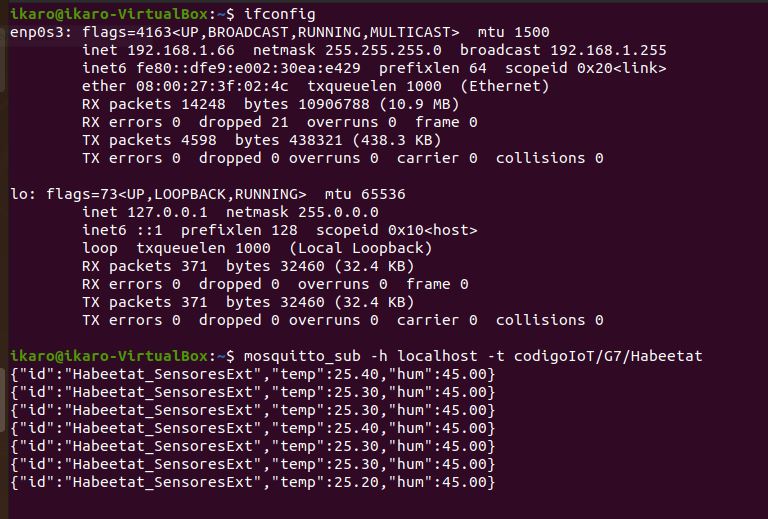 ikaro@ikaro-VirtualBox:~$ ifconfig
enp0s3: flags=4163<UP,BROADCAST,RUNNING,MULTICAST>  mtu 1500
        inet 192.168.1.66  netmask 255.255.255.0  broadcast 192.168.1.255
        inet6 fe80::dfe9:e002:30ea:e429  prefixlen 64  scopeid 0x20<link>
        ether 08:00:27:3f:02:4c  txqueuelen 1000  (Ethernet)
        RX packets 14248  bytes 10906788 (10.9 MB)
        RX errors 0  dropped 21  overruns 0  frame 0
        TX packets 4598  bytes 438321 (438.3 KB)
        TX errors 0  dropped 0 overruns 0  carrier 0  collisions 0

lo: flags=73<UP,LOOPBACK,RUNNING>  mtu 65536
        inet 127.0.0.1  netmask 255.0.0.0
        inet6 ::1  prefixlen 128  scopeid 0x10<host>
        loop  txqueuelen 1000  (Local Loopback)
        RX packets 371  bytes 32460 (32.4 KB)
        RX errors 0  dropped 0  overruns 0  frame 0
        TX packets 371  bytes 32460 (32.4 KB)
        TX errors 0  dropped 0 overruns 0  carrier 0  collisions 0

ikaro@ikaro-VirtualBox:~$ mosquitto_sub -h localhost -t codigoIoT/G7/Habeetat
{"id":"Habeetat_SensoresExt","temp":25.40,"hum":45.00}
{"id":"Habeetat_SensoresExt","temp":25.30,"hum":45.00}
{"id":"Habeetat_SensoresExt","temp":25.30,"hum":45.00}
{"id":"Habeetat_SensoresExt","temp":25.40,"hum":45.00}
{"id":"Habeetat_SensoresExt","temp":25.30,"hum":45.00}
{"id":"Habeetat_SensoresExt","temp":25.30,"hum":45.00}
{"id":"Habeetat_SensoresExt","temp":25.20,"hum":45.00}